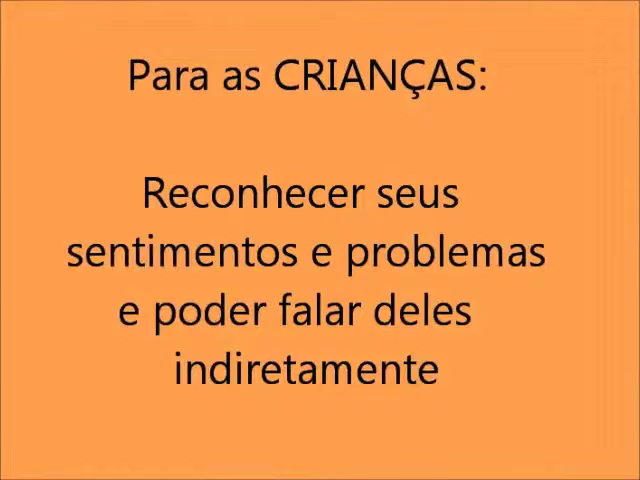 Para as CRIANÇAS:
Reconhecer seus
sentimentos e problemas
e poder falar deles
indiretamente